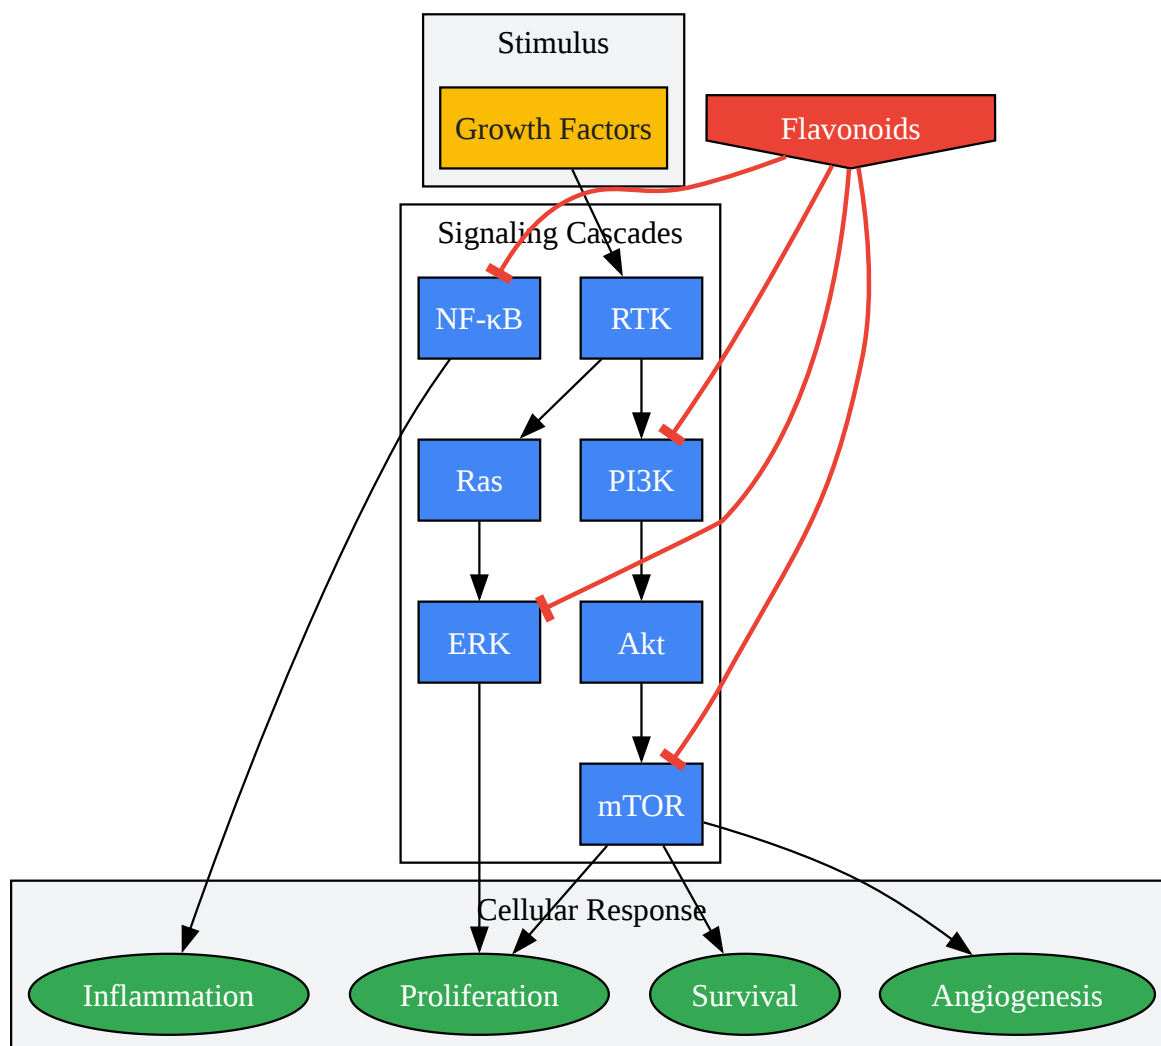 Stimulus
Growth Factors
Flavonoids
Signaling Cascades
NF-κB
RTK
Ras
PI3K
ERK
Akt
mTOR
Cellular Response
Inflammation
Proliferation
Survival
Angiogenesis